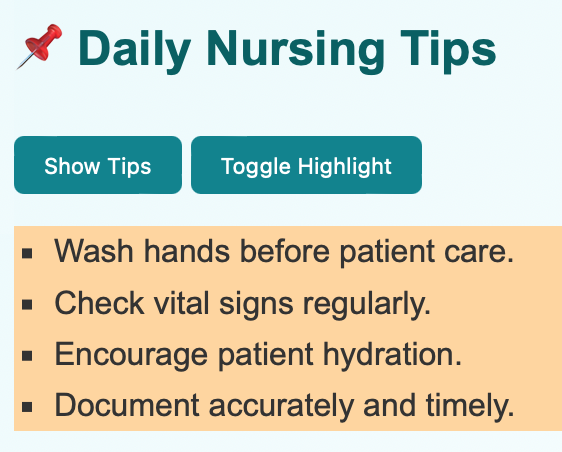 Daily Nursing Tips
Show Tips
Toggle Highlight
Wash hands before patient care.
Check vital signs regularly.
Encourage patient hydration.
Document accurately and timely.